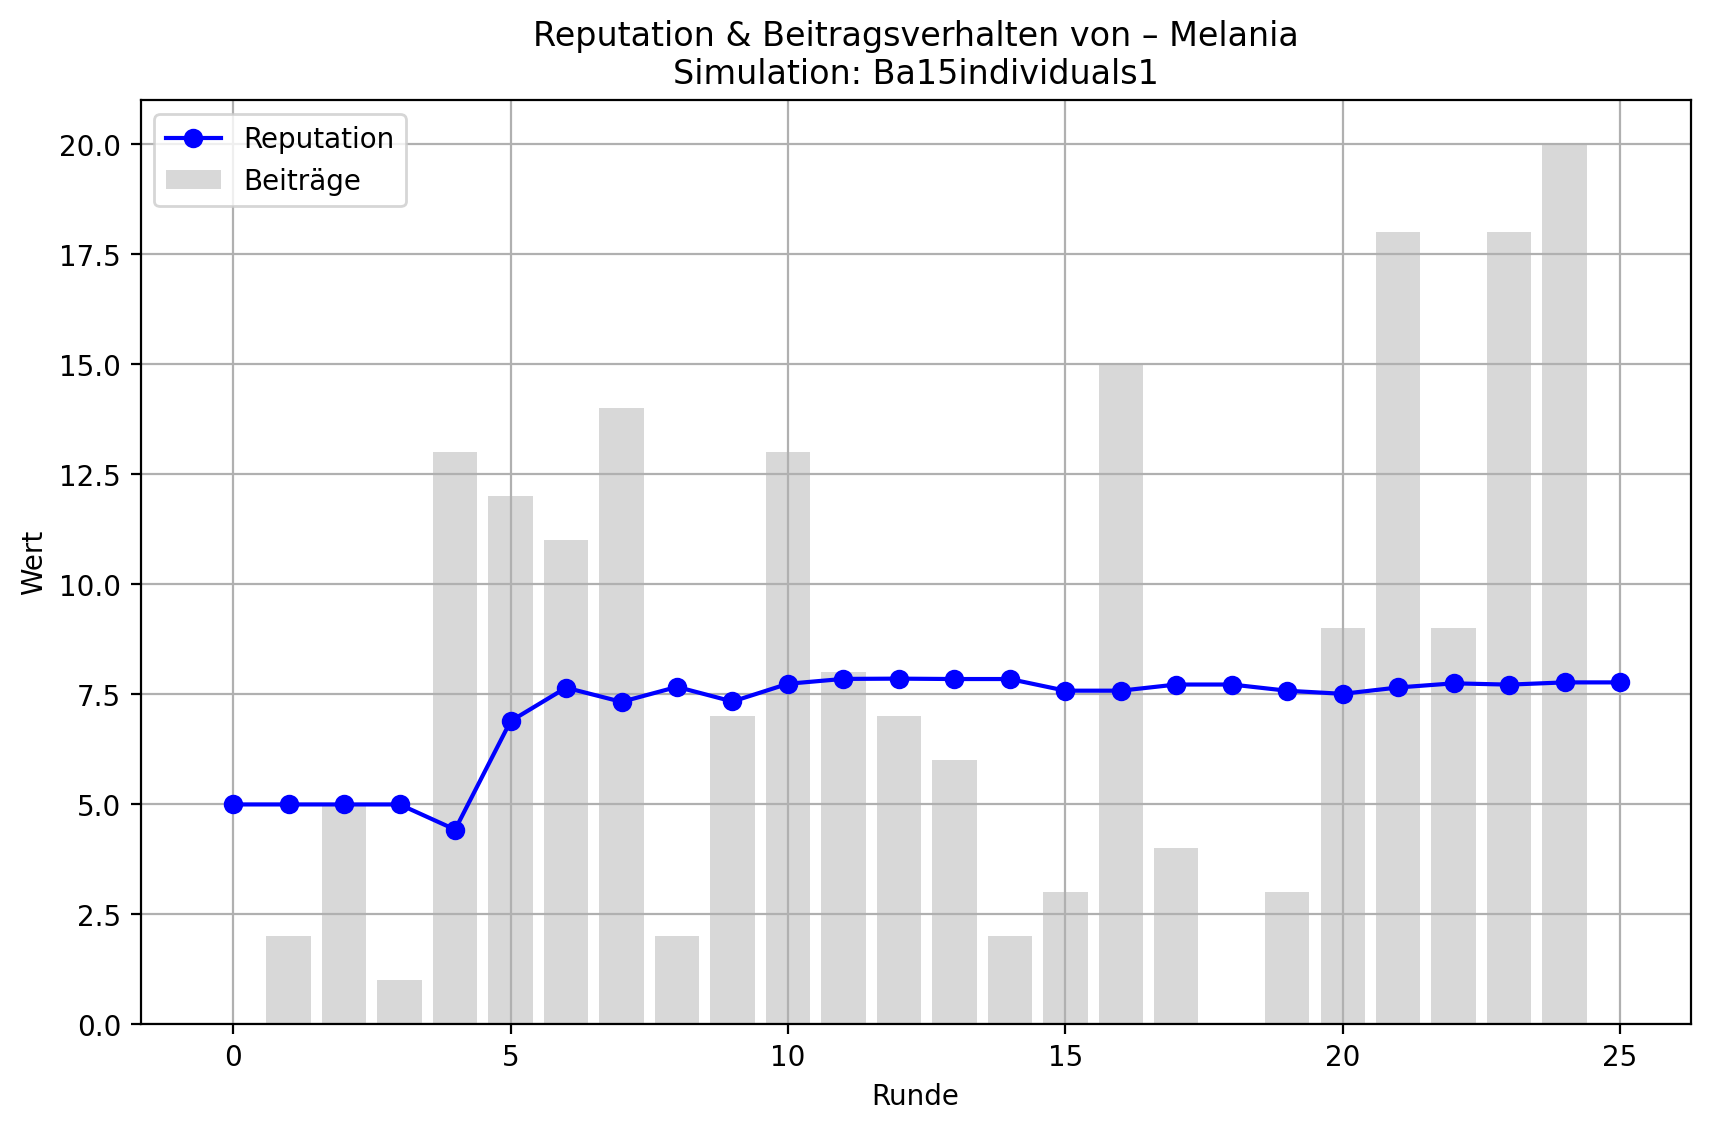 Reputation & Beitragsverhalten von – Melania
Simulation: Ba15individuals1
Reputation
Beiträge
20.0
17.5
15.0
12.5
10.0
7.5
5.0
2.5
0.0
Wert
0 5 10 15 20 25
Runde